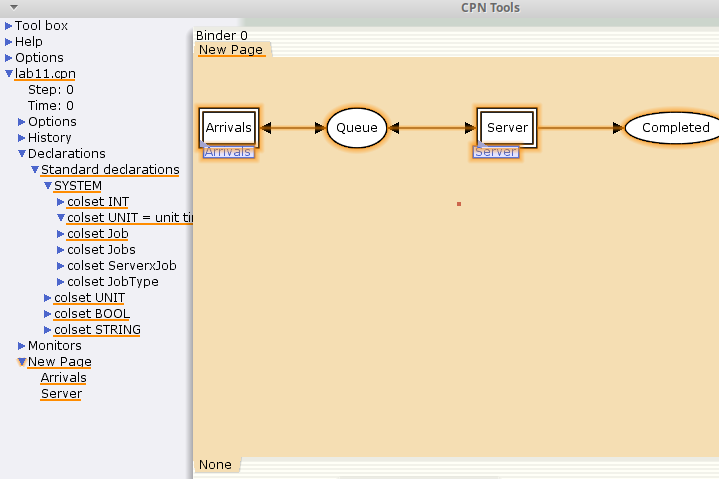 CPN Tools
Tool box
Help
Options
lab11.cpn
Step: 0
Time: 0
Options
History
Declarations
Standard declarations
SYSTEM
colset INT
colset UNIT = unit ti
colset Job
colset Jobs
colset ServerxJob
colset JobType
colset UNIT
colset BOOL
colset STRING
Monitors
New Page
Arrivals
Server
Binder 0
New Page
Arrivals
Queue
Server
Completed
Arrivals
Server
None